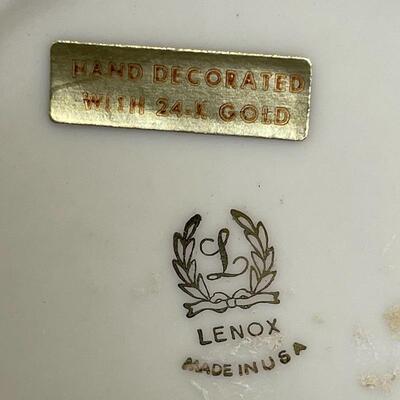 HAND DECORATED
WITH 24-K GOLD
L
LENOX
MADE IN USA